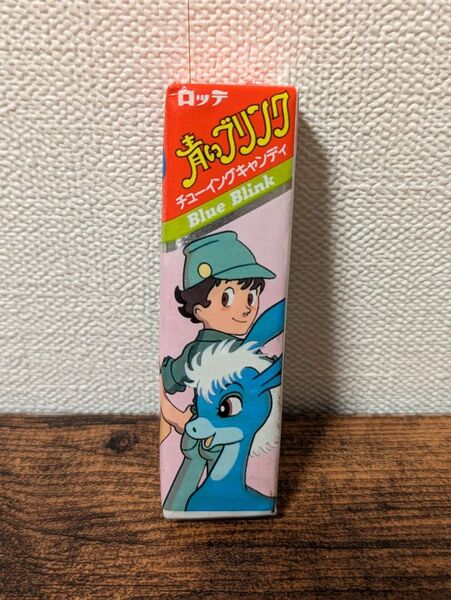 ロッテ
青いブリンク
チューイングキャンディ
Blue Blink